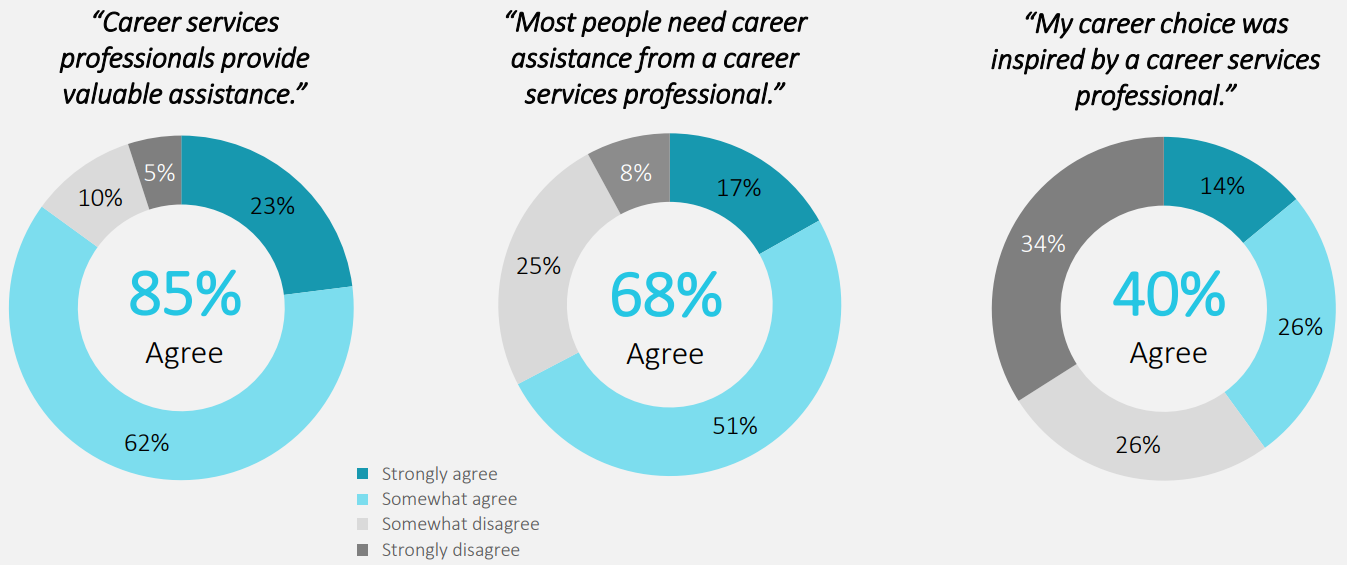 “Career services
professionals provide
valuable assistance.”
5%
10%
23%
85%
Agree
62%
“Most people need career
assistance from a career
services professional.”
8%
17%
25%
68%
Agree
51%
“My career choice was
inspired by a career services
professional.”
14%
34%
40%
Agree
26%
26%
Strongly agree
Somewhat agree
Somewhat disagree
Strongly disagree